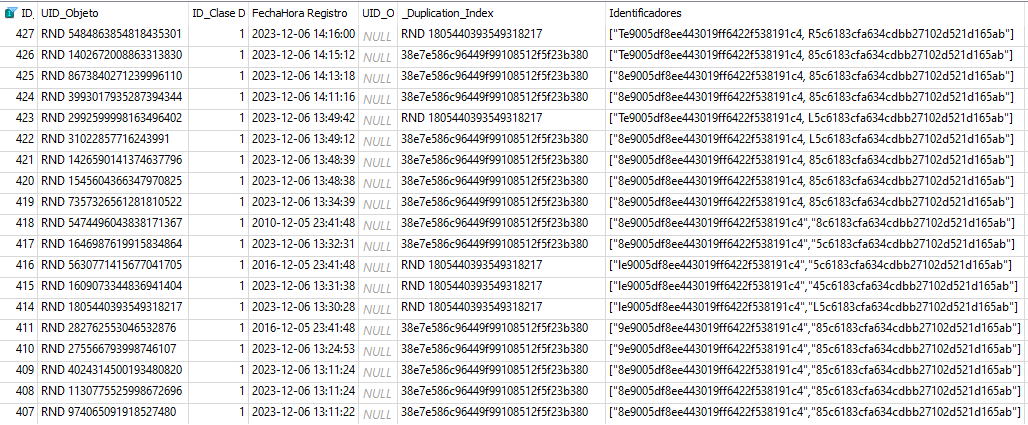 ID_ UID_Objeto ID_Clase D FechaHora Registro UID_O _Duplication_Index Identificadores
427 RND 5484863854818435301 1 2023-12-06 14:16:00 NULL RND 1805440393549318217 ["Te9005df8ee443019ff6422f538191c4, R5c6183cfa634cdbb27102d521d165ab"]
426 RND 1402672008863313830 1 2023-12-06 14:15:12 NULL 38e7e586c96449f99108512f5f23b380 ["Te9005df8ee443019ff6422f538191c4, 85c6183cfa634cdbb27102d521d165ab"]
425 RND 8673840271239996110 1 2023-12-06 14:13:18 NULL 38e7e586c96449f99108512f5f23b380 ["8e9005df8ee443019ff6422f538191c4, 85c6183cfa634cdbb27102d521d165ab"]
424 RND 3993017935287394344 1 2023-12-06 14:11:16 NULL 38e7e586c96449f99108512f5f23b380 ["8e9005df8ee443019ff6422f538191c4, 85c6183cfa634cdbb27102d521d165ab"]
423 RND 2992599998163496402 1 2023-12-06 13:49:42 NULL RND 1805440393549318217 ["Te9005df8ee443019ff6422f538191c4, L5c6183cfa634cdbb27102d521d165ab"]
422 RND 31022857716243991 1 2023-12-06 13:49:12 NULL 38e7e586c96449f99108512f5f23b380 ["8e9005df8ee443019ff6422f538191c4, L5c6183cfa634cdbb27102d521d165ab"]
421 RND 1426590141374637796 1 2023-12-06 13:48:39 NULL 38e7e586c96449f99108512f5f23b380 ["8e9005df8ee443019ff6422f538191c4, 85c6183cfa634cdbb27102d521d165ab"]
420 RND 1545604366347970825 1 2023-12-06 13:48:38 NULL 38e7e586c96449f99108512f5f23b380 ["8e9005df8ee443019ff6422f538191c4, 85c6183cfa634cdbb27102d521d165ab"]
419 RND 7357326561281810522 1 2023-12-06 13:34:39 NULL 38e7e586c96449f99108512f5f23b380 ["8e9005df8ee443019ff6422f538191c4, 85c6183cfa634cdbb27102d521d165ab"]
418 RND 5474496043838171367 1 2010-12-05 23:41:48 NULL 38e7e586c96449f99108512f5f23b380 ["8e9005df8ee443019ff6422f538191c4","8c6183cfa634cdbb27102d521d165ab"]
417 RND 1646987619915834864 1 2023-12-06 13:32:31 NULL 38e7e586c96449f99108512f5f23b380 ["8e9005df8ee443019ff6422f538191c4","5c6183cfa634cdbb27102d521d165ab"]
416 RND 5630771415677041705 1 2016-12-05 23:41:48 NULL RND 1805440393549318217 ["Ie9005df8ee443019ff6422f538191c4","5c6183cfa634cdbb27102d521d165ab"]
415 RND 1609073344836941404 1 2023-12-06 13:31:38 NULL RND 1805440393549318217 ["Ie9005df8ee443019ff6422f538191c4","45c6183cfa634cdbb27102d521d165ab"]
414 RND 1805440393549318217 1 2023-12-06 13:30:28 NULL RND 1805440393549318217 ["Ie9005df8ee443019ff6422f538191c4","L5c6183cfa634cdbb27102d521d165ab"]
411 RND 282762553046532876 1 2016-12-05 23:41:48 NULL 38e7e586c96449f99108512f5f23b380 ["9e9005df8ee443019ff6422f538191c4","85c6183cfa634cdbb27102d521d165ab"]
410 RND 275566793998746107 1 2023-12-06 13:24:53 NULL 38e7e586c96449f99108512f5f23b380 ["9e9005df8ee443019ff6422f538191c4","85c6183cfa634cdbb27102d521d165ab"]
409 RND 4024314500193480820 1 2023-12-06 13:11:24 NULL 38e7e586c96449f99108512f5f23b380 ["8e9005df8ee443019ff6422f538191c4","85c6183cfa634cdbb27102d521d165ab"]
408 RND 1130775525998672696 1 2023-12-06 13:11:24 NULL 38e7e586c96449f99108512f5f23b380 ["8e9005df8ee443019ff6422f538191c4","85c6183cfa634cdbb27102d521d165ab"]
407 RND 974065091918527480 1 2023-12-06 13:11:22 NULL 38e7e586c96449f99108512f5f23b380 ["8e9005df8ee443019ff6422f538191c4","85c6183cfa634cdbb27102d521d165ab"]